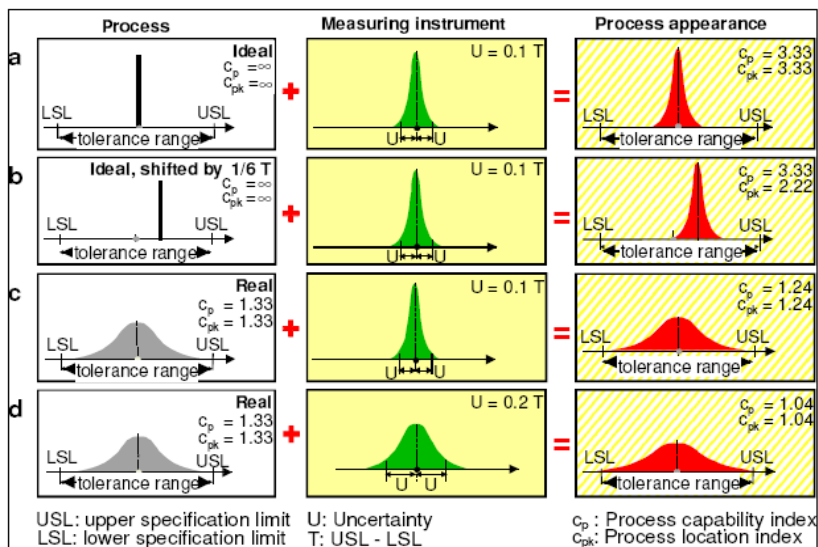 Process
Measuring instrument
Process appearance
a
Ideal
cp =∞
cpk =∞
LSL
USL
tolerance range
+
U = 0.1 T
U
U
=
cp = 3.33
cpk = 3.33
LSL
USL
tolerance range
b
Ideal, shifted by 1/6 T
cp =∞
cpk =∞
LSL
USL
tolerance range
+
U = 0.1 T
U
U
=
cp = 3.33
cpk = 2.22
LSL
USL
tolerance range
c
Real
cp = 1.33
cpk = 1.33
LSL
USL
tolerance range
+
U = 0.1 T
U
U
=
cp = 1.24
cpk = 1.24
LSL
USL
tolerance range
d
Real
cp = 1.33
cpk = 1.33
LSL
USL
tolerance range
+
U = 0.2 T
U
U
=
cp = 1.04
cpk = 1.04
LSL
USL
tolerance range
USL: upper specification limit
LSL: lower specification limit
U: Uncertainty
T: USL - LSL
cp : Process capability index
cpk: Process location index